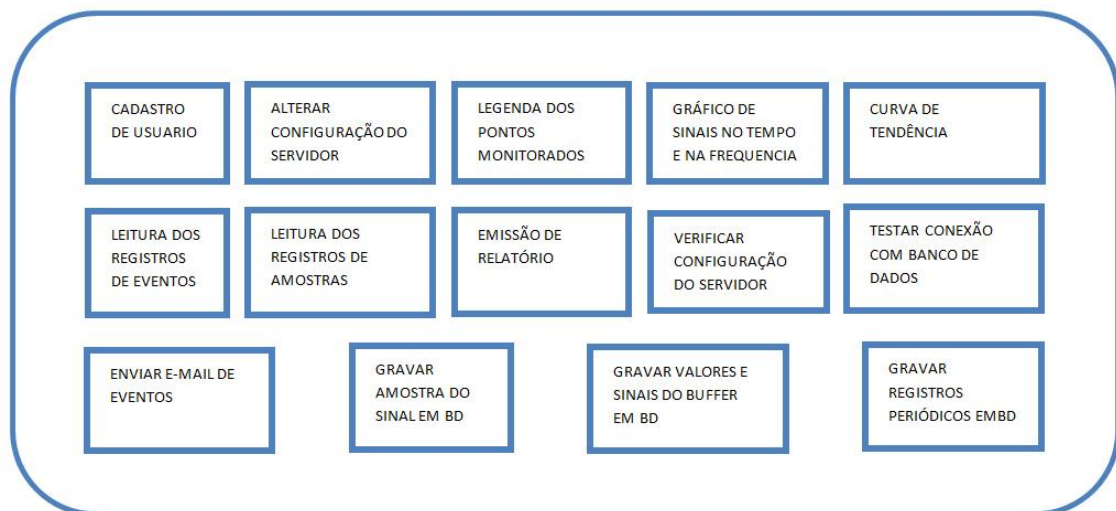 CADASTRO
DE USUARIO
ALTERAR
CONFIGURAÇÃO DO
SERVIDOR
LEGENDA DOS
PONTOS
MONITORADOS
GRÁFICO DE
SINAIS NO TEMPO
E NA FREQUENCIA
CURVA DE
TENDÊNCIA
LEITURA DOS
REGISTROS
DE EVENTOS
LEITURA DOS
REGISTROS DE
AMOSTRAS
EMISSÃO DE
RELATÓRIO
VERIFICAR
CONFIGURAÇÃO
DO SERVIDOR
TESTAR CONEXÃO
COM BANCO DE
DADOS
ENVIAR E-MAIL DE
EVENTOS
GRAVAR
AMOSTRA DO
SINAL EM BD
GRAVAR VALORES E
SINAIS DO BUFFER
EM BD
GRAVAR
REGISTROS
PERIÓDICOS EMBD